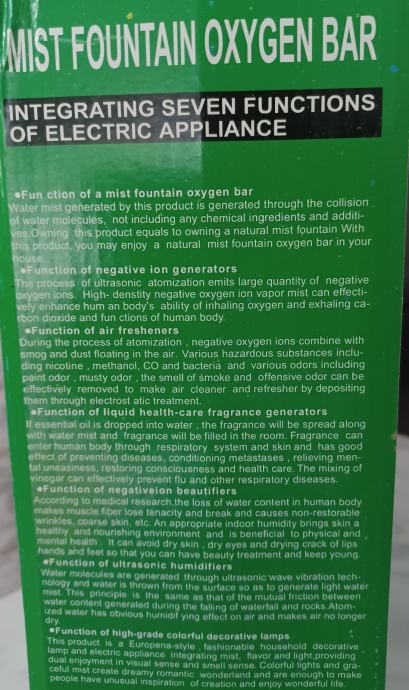 MIST FOUNTAIN OXYGEN BAR
INTEGRATING SEVEN FUNCTIONS
OF ELECTRIC APPLIANCE
●Fun ction of a mist fountain oxygen bar
Water mist generated by this product is generated through the collision
of water molecules, not including any chemical ingredients and additi-
ves.Owning this product equals to owning a natural mist fountain With
this product, you may enjoy a natural mist fountain oxygen bar in your
house.
●Function of negative ion generators
The process of ultrasonic atomization emits large quantity of negative
oxygen ions. High- denstity negative oxygen ion vapor mist can effecti-
vely enhance hum an body's ability of inhaling oxygen and exhaling ca-
rbon dioxide and fun ctions of human body.
●Function of air fresheners
During the process of atomization , negative oxygen ions combine with
smog and dust floating in the air. Various hazardous substances inclu-
ding nicotine , methanol, CO and bacteria and various odors including
paint odor , musty odor , the smell of smoke and offensive odor can be
effectively removed to make air cleaner and refresher by depositing
them through electrost atic treatment.
●Function of liquid health-care fragrance generators
If essential oil is dropped into water , the fragrance will be spread along
with water mist and fragrance will be filled in the room. Fragrance can
enter human body through respiratory system and skin and has good
effect of preventing diseases, conditioning metastases , relieving men-
tal uneasiness, restoring consciousness and health care. The mixing of
vinegar can effectively prevent flu and other respiratory diseases.
●Function of negativeion beautifiers
According to medical research,the loss of water content in human body
makes muscle fiber lose tenacity and break and causes non-restorable
wrinkles, coarse skin, etc. An appropriate indoor humidity brings skin a
healthy and nourishing environment and is beneficial to physical and
mental health . It can avoid dry skin , dry eyes and drying crack of lips
hands and feet so that you can have beauty treatment and keep young.
●Function of ultrasonic humidifiers
Water molecules are generated through ultrasonic wave vibration tech-
nology and water is thrown from the surface so as to generate light water
mist. This principle is the same as that of the mutual friction between
water content generated during the falling of waterfall and rocks.Atom-
ized water has obvious humidif ying effect on air and makes air no longer
dry.
●Function of high-grade colorful decorative lamps
This product is a Europena-style , fashionable household decorative
lamp and electric appliance integrating mist, flavor and light,providing
dual enjoyment in visual sense and smell sense. Colorful lights and gra-
ceful mist create dreamy romantic wonderland and are enough to make
people have unusual inspiration of creation and enjoy wonderful life.